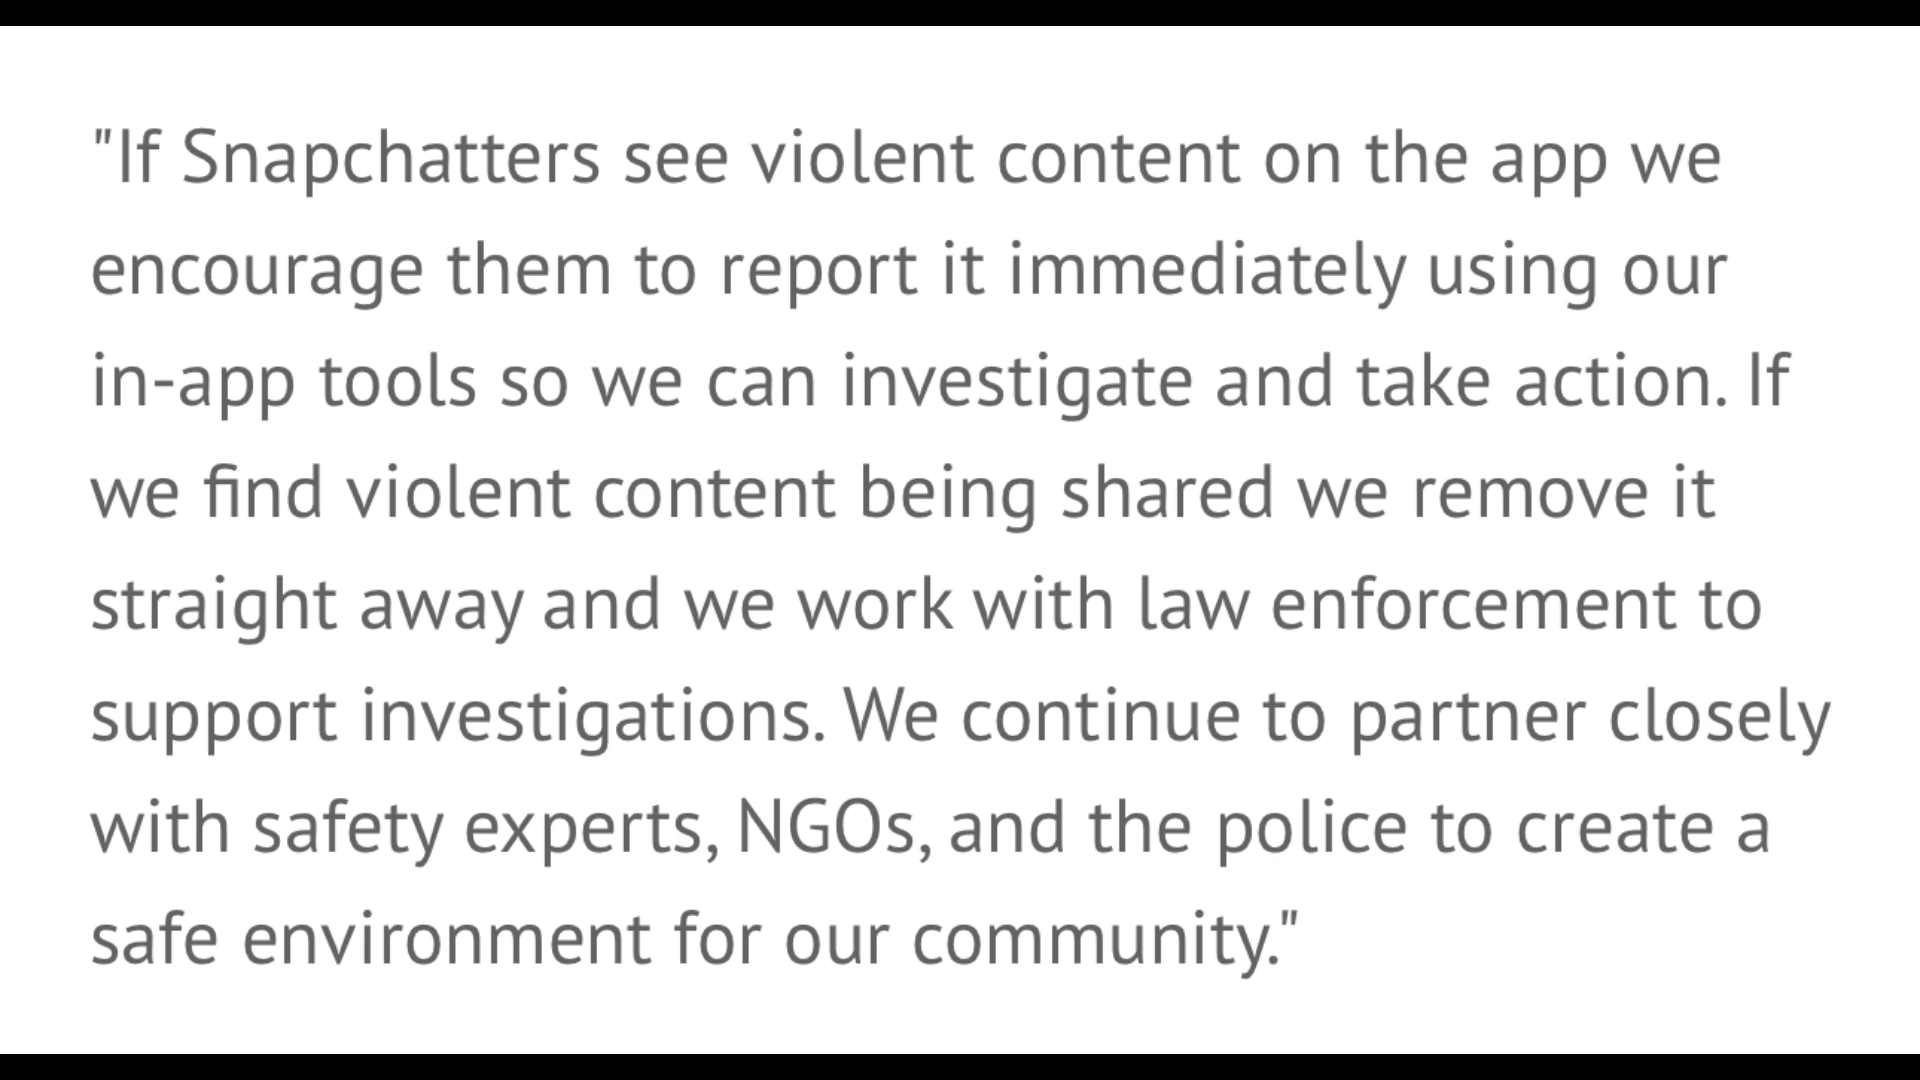 "If Snapchatters see violent content on the app we
encourage them to report it immediately using our
in-app tools so we can investigate and take action. If
we find violent content being shared we remove it
straight away and we work with law enforcement to
support investigations. We continue to partner closely
with safety experts, NGOs, and the police to create a
safe environment for our community."